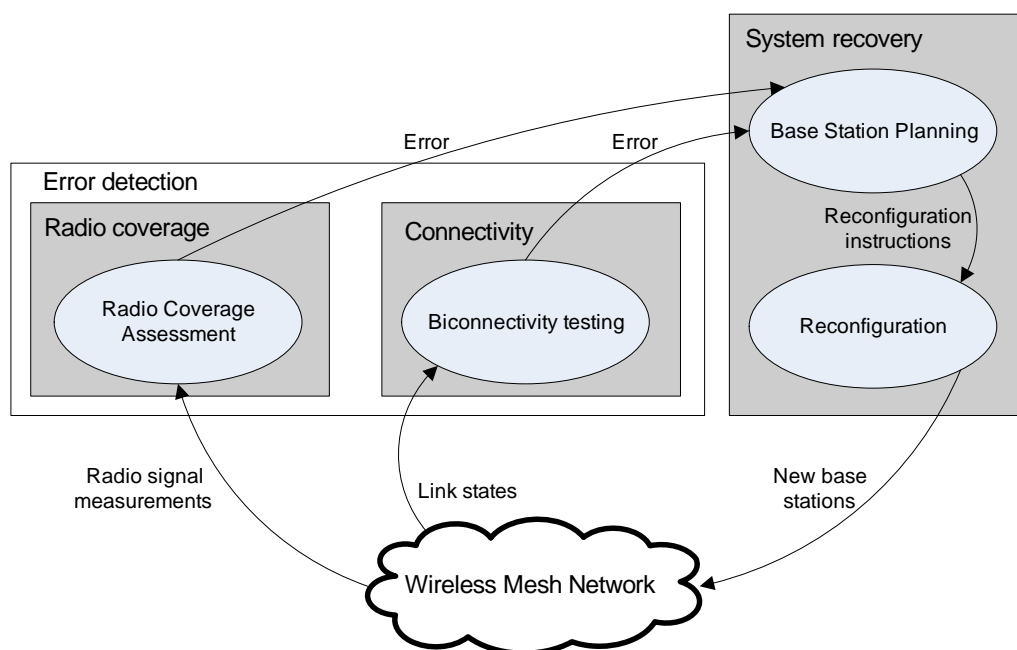 System recovery
Base Station Planning
Error
Error
Error detection
Radio coverage
Connectivity
Reconfiguration
instructions
Radio Coverage
Assessment
Biconnectivity testing
Reconfiguration
Radio signal
measurements
Link states
New base
stations
Wireless Mesh Network